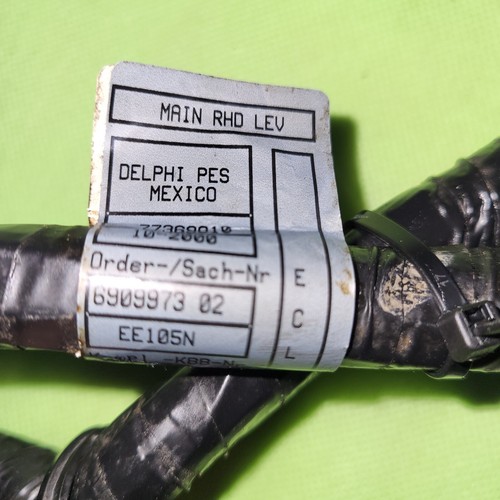 MAIN RHD LEV
DELPHI PES
MEXICO
10-2000
Order-/Sach-Nr
6909973 02
EE105N
E
C
L